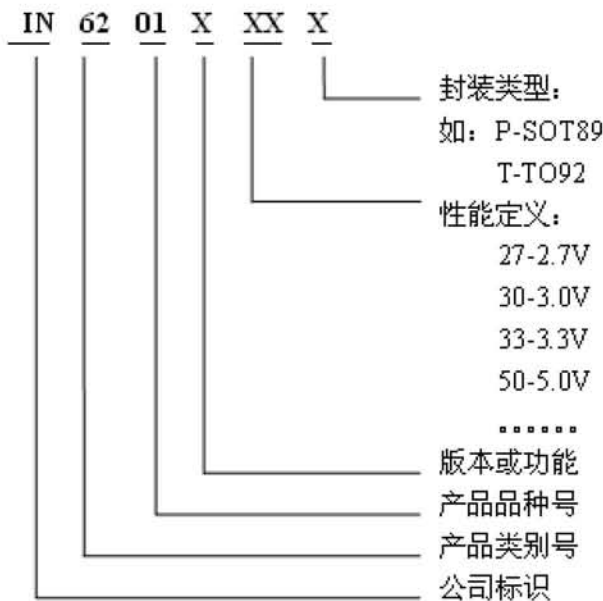 IN 62 01 X XX X
封装类型：
如：P-SOT89
T-TO92
性能定义：
27-2.7V
30-3.0V
33-3.3V
50-5.0V
。。。。。。
版本或功能
产品品种号
产品类别号
公司标识